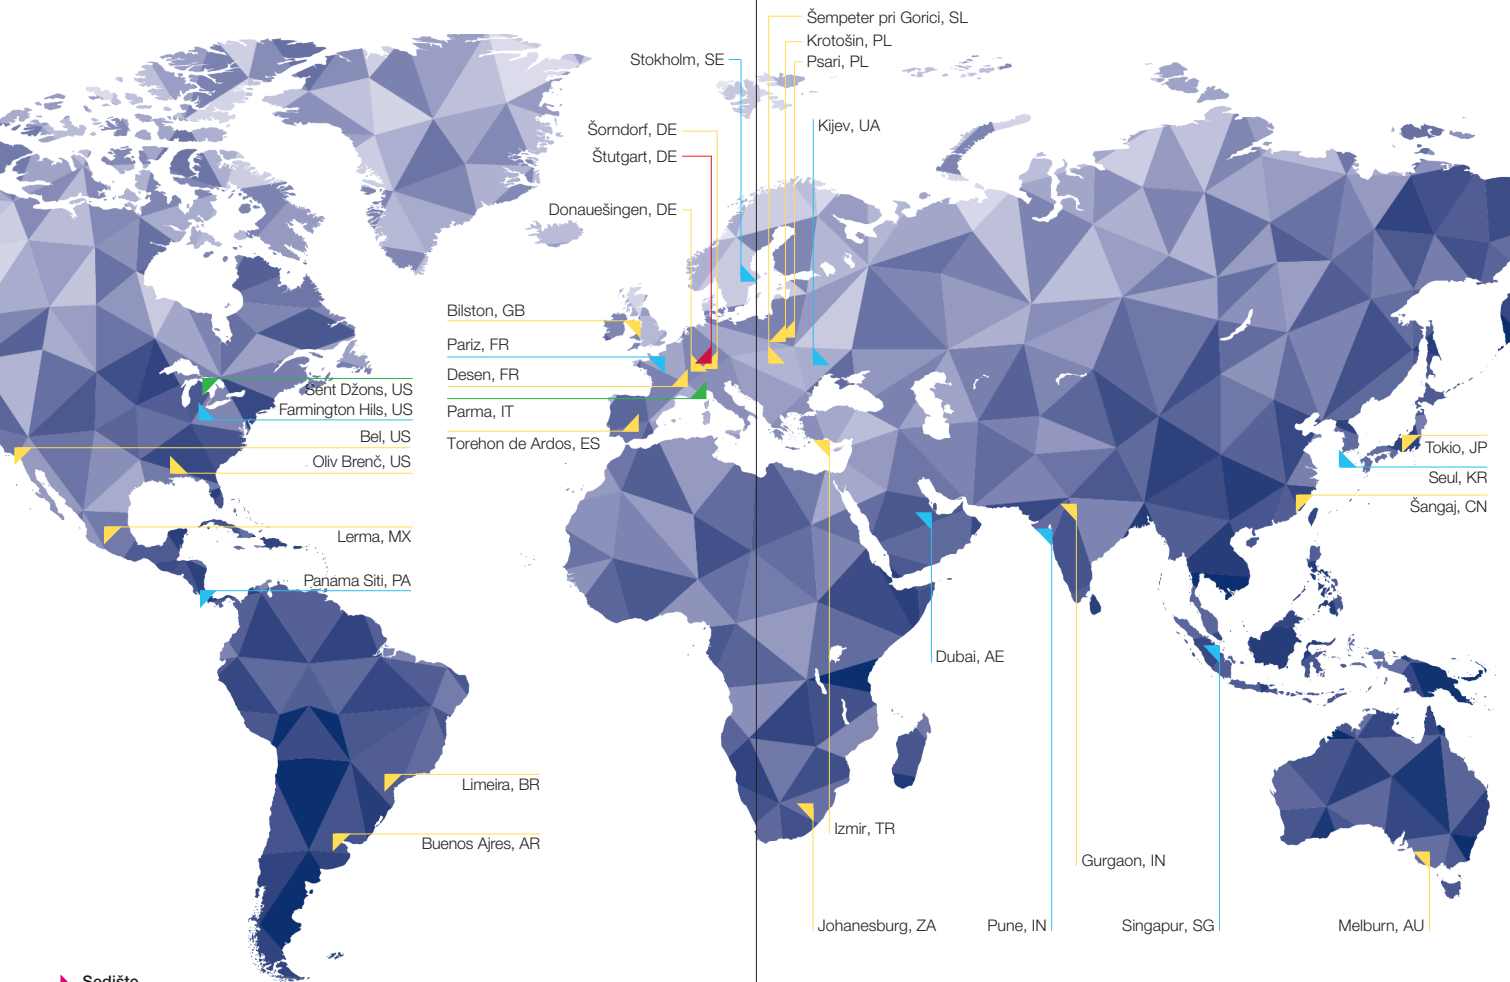 Šempeter pri Gorici, SL
Krotošin, PL
Stokholm, SE
Psari, PL
Kijev, UA
Šorndorf, DE
Štutgart, DE
Donauešingen, DE
Bilston, GB
Pariz, FR
Desen, FR
Parma, IT
Torehon de Ardos, ES
Sent Džons, US
Farmington Hils, US
Bel, US
Oliv Brenč, US
Lerma, MX
Panama Siti, PA
Tokio, JP
Seul, KR
Šangaj, CN
Dubai, AE
Limeira, BR
Buenos Ajres, AR
Izmir, TR
Gurgaon, IN
Johanesburg, ZA
Pune, IN
Singapur, SG
Melburn, AU
Sedište